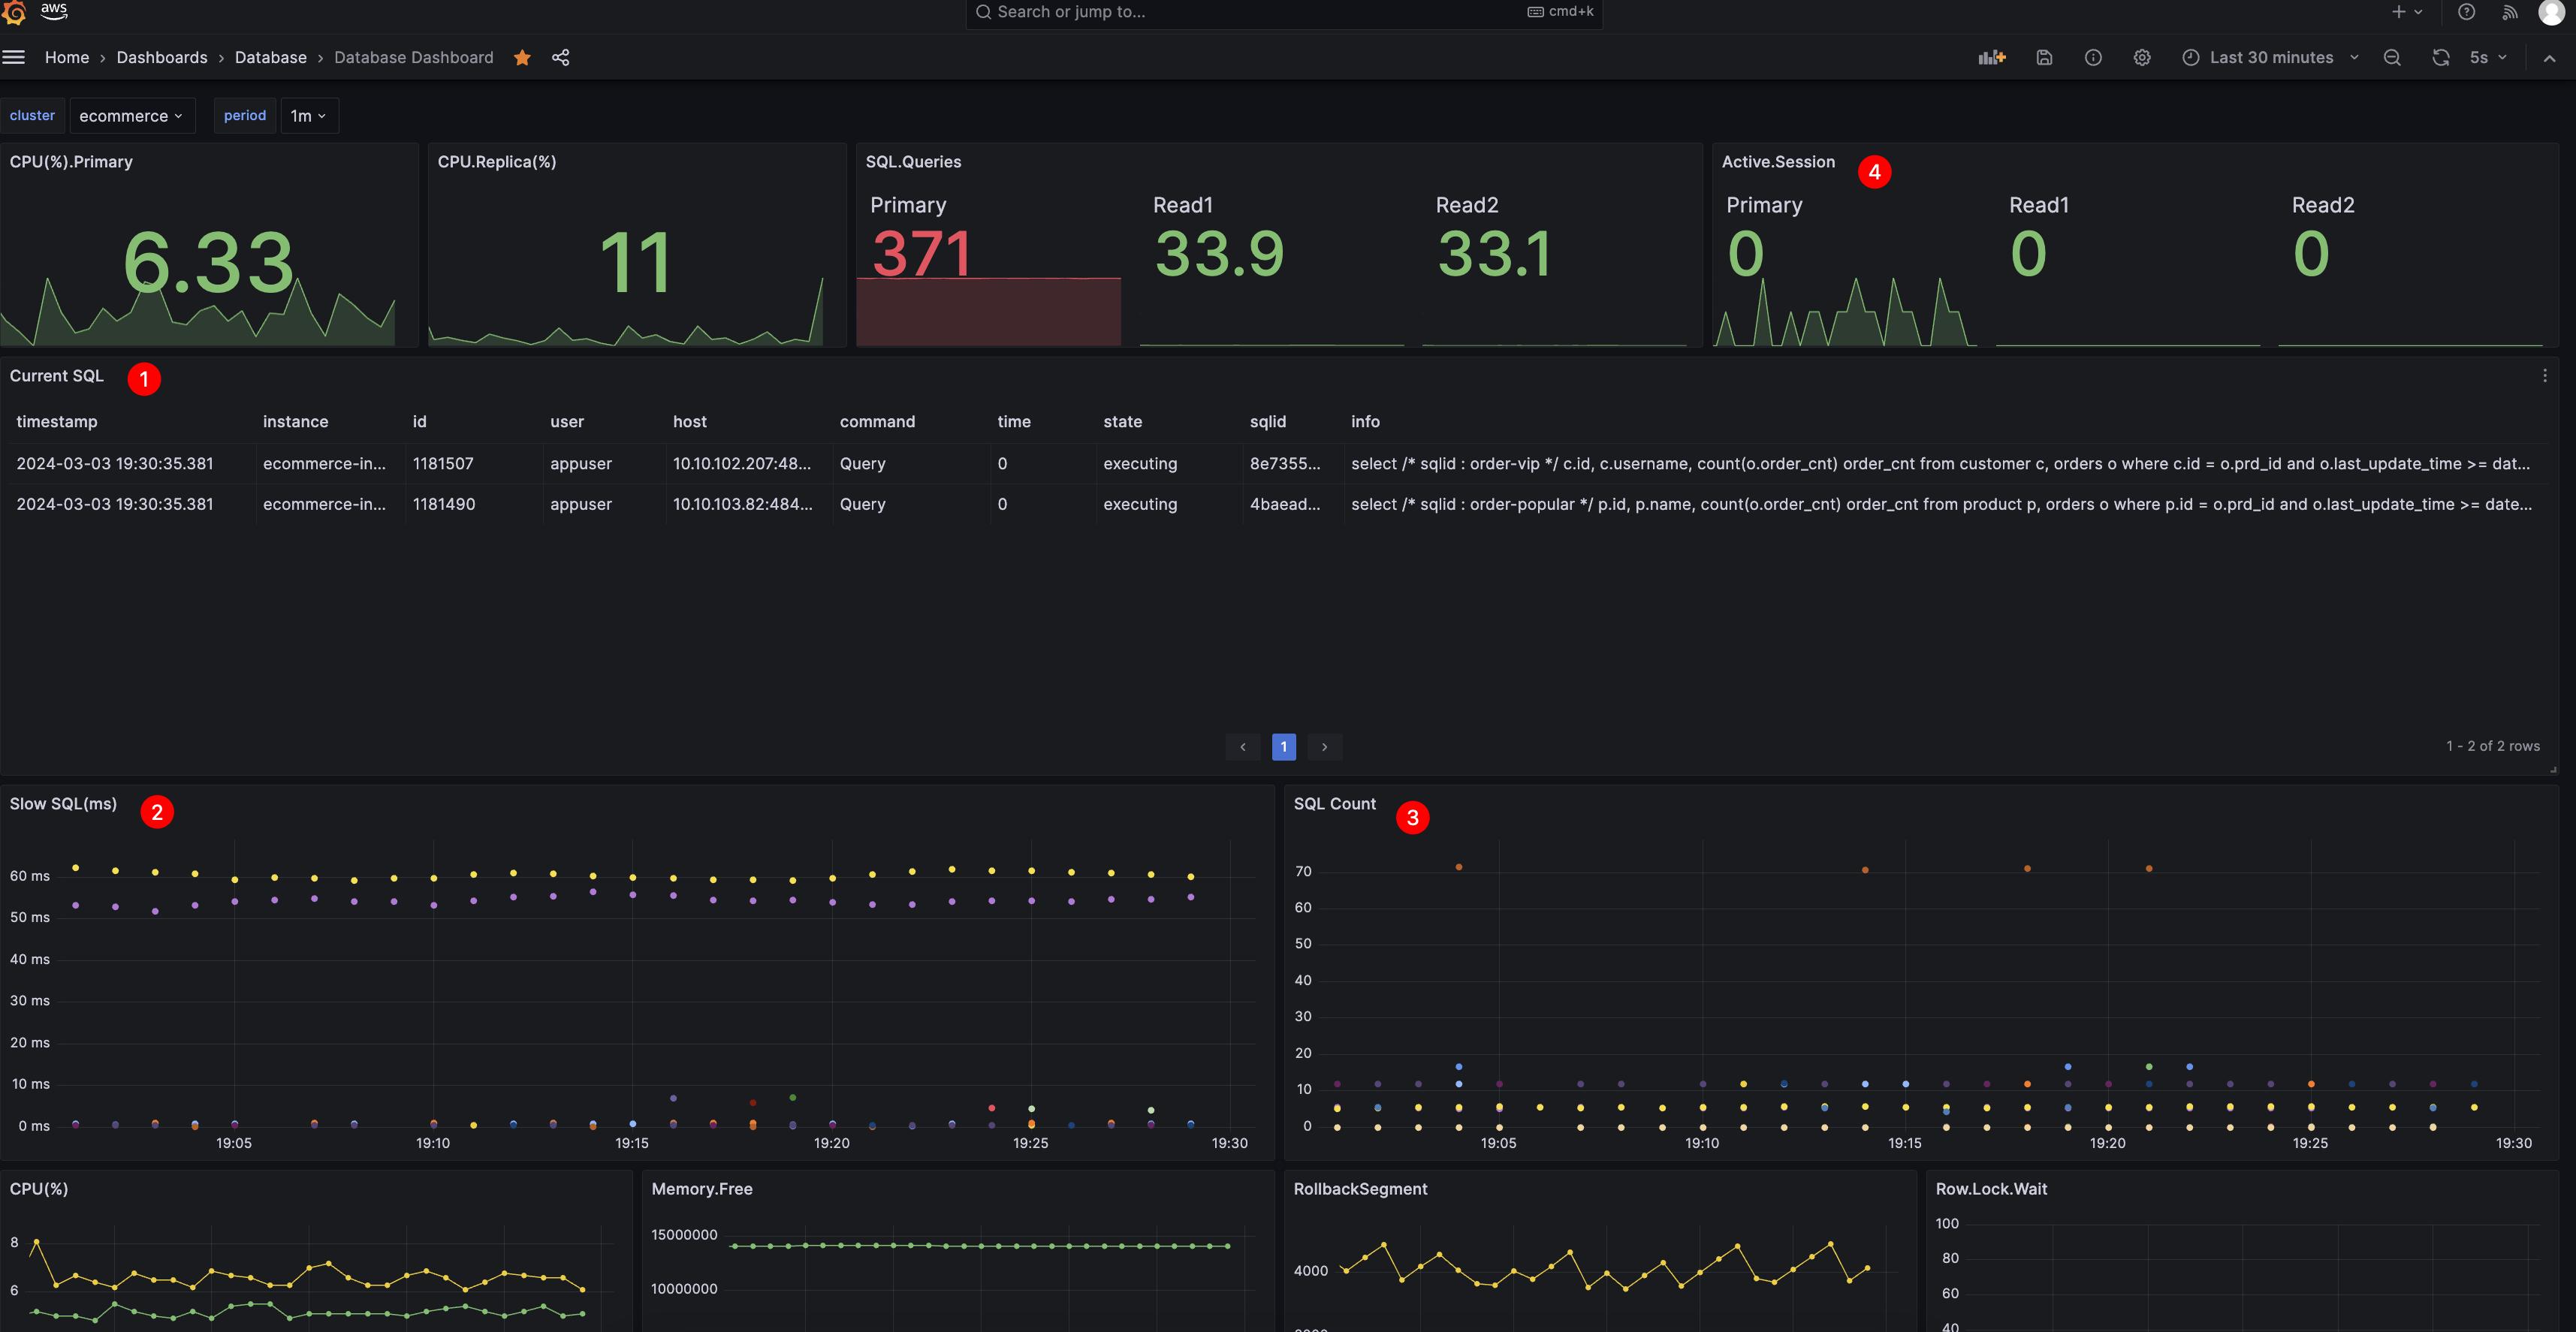 aws
Search or jump to...
cmd+k
Home › Dashboards › Database › Database Dashboard
Last 30 minutes
5s
cluster
ecommerce
period
1m
CPU(%).Primary
6.33
CPU.Replica(%)
11
SQL.Queries
Primary
371
Read1
33.9
Read2
33.1
Active.Session
4
Primary
0
Read1
0
Read2
0
Current SQL
1
timestamp instance id user host command time state sqlid info
2024-03-03 19:30:35.381 ecommerce-in... 1181507 appuser 10.10.102.207:48... Query 0 executing 8e7355... select /* sqlid : order-vip */ c.id, c.username, count(o.order_cnt) order_cnt from customer c, orders o where c.id = o.prd_id and o.last_update_time >= dat...
2024-03-03 19:30:35.381 ecommerce-in... 1181490 appuser 10.10.103.82:484... Query 0 executing 4baead... select /* sqlid : order-popular */ p.id, p.name, count(o.order_cnt) order_cnt from product p, orders o where p.id = o.prd_id and o.last_update_time >= date...
‹ 1 ›
1 - 2 of 2 rows
Slow SQL(ms)
2
60 ms
50 ms
40 ms
30 ms
20 ms
10 ms
0 ms
19:05 19:10 19:15 19:20 19:25 19:30
SQL Count
3
70
60
50
40
30
20
10
0
19:05 19:10 19:15 19:20 19:25 19:30
CPU(%)
8
6
Memory.Free
15000000
10000000
RollbackSegment
4000
Row.Lock.Wait
100
80
60
40